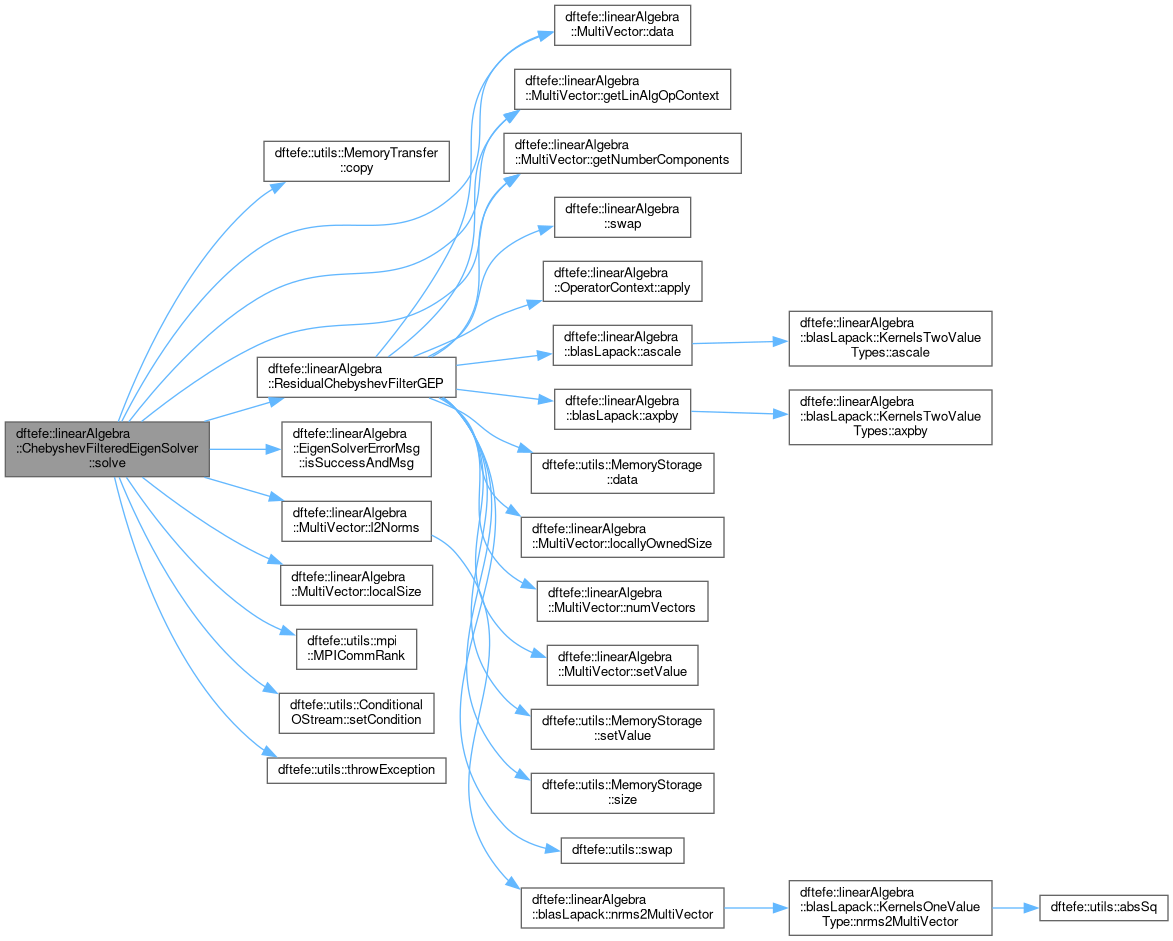 dftefe::linearAlgebra
::ChebyshevFilteredEigenSolver
::solve
dftefe::utils::MemoryTransfer
::copy
dftefe::linearAlgebra
::ResidualChebyshevFilterGEP
dftefe::linearAlgebra
::EigenSolverErrorMsg
::isSuccessAndMsg
dftefe::linearAlgebra
::MultiVector::l2Norms
dftefe::linearAlgebra
::MultiVector::localSize
dftefe::utils::mpi
::MPICommRank
dftefe::utils::Conditional
OStream::setCondition
dftefe::utils::throwException
dftefe::linearAlgebra
::MultiVector::data
dftefe::linearAlgebra
::MultiVector::getLinAlgOpContext
dftefe::linearAlgebra
::MultiVector::getNumberComponents
dftefe::linearAlgebra
::swap
dftefe::linearAlgebra
::OperatorContext::apply
dftefe::linearAlgebra
::blasLapack::ascale
dftefe::linearAlgebra
::blasLapack::axpby
dftefe::utils::MemoryStorage
::data
dftefe::linearAlgebra
::MultiVector::locallyOwnedSize
dftefe::linearAlgebra
::MultiVector::numVectors
dftefe::linearAlgebra
::MultiVector::setValue
dftefe::utils::MemoryStorage
::setValue
dftefe::utils::MemoryStorage
::size
dftefe::utils::swap
dftefe::linearAlgebra
::blasLapack::nrms2MultiVector
dftefe::linearAlgebra
::blasLapack::KernelsTwoValue
Types::ascale
dftefe::linearAlgebra
::blasLapack::KernelsTwoValue
Types::axpby
dftefe::linearAlgebra
::blasLapack::KernelsOneValue
Type::nrms2MultiVector
dftefe::utils::absSq